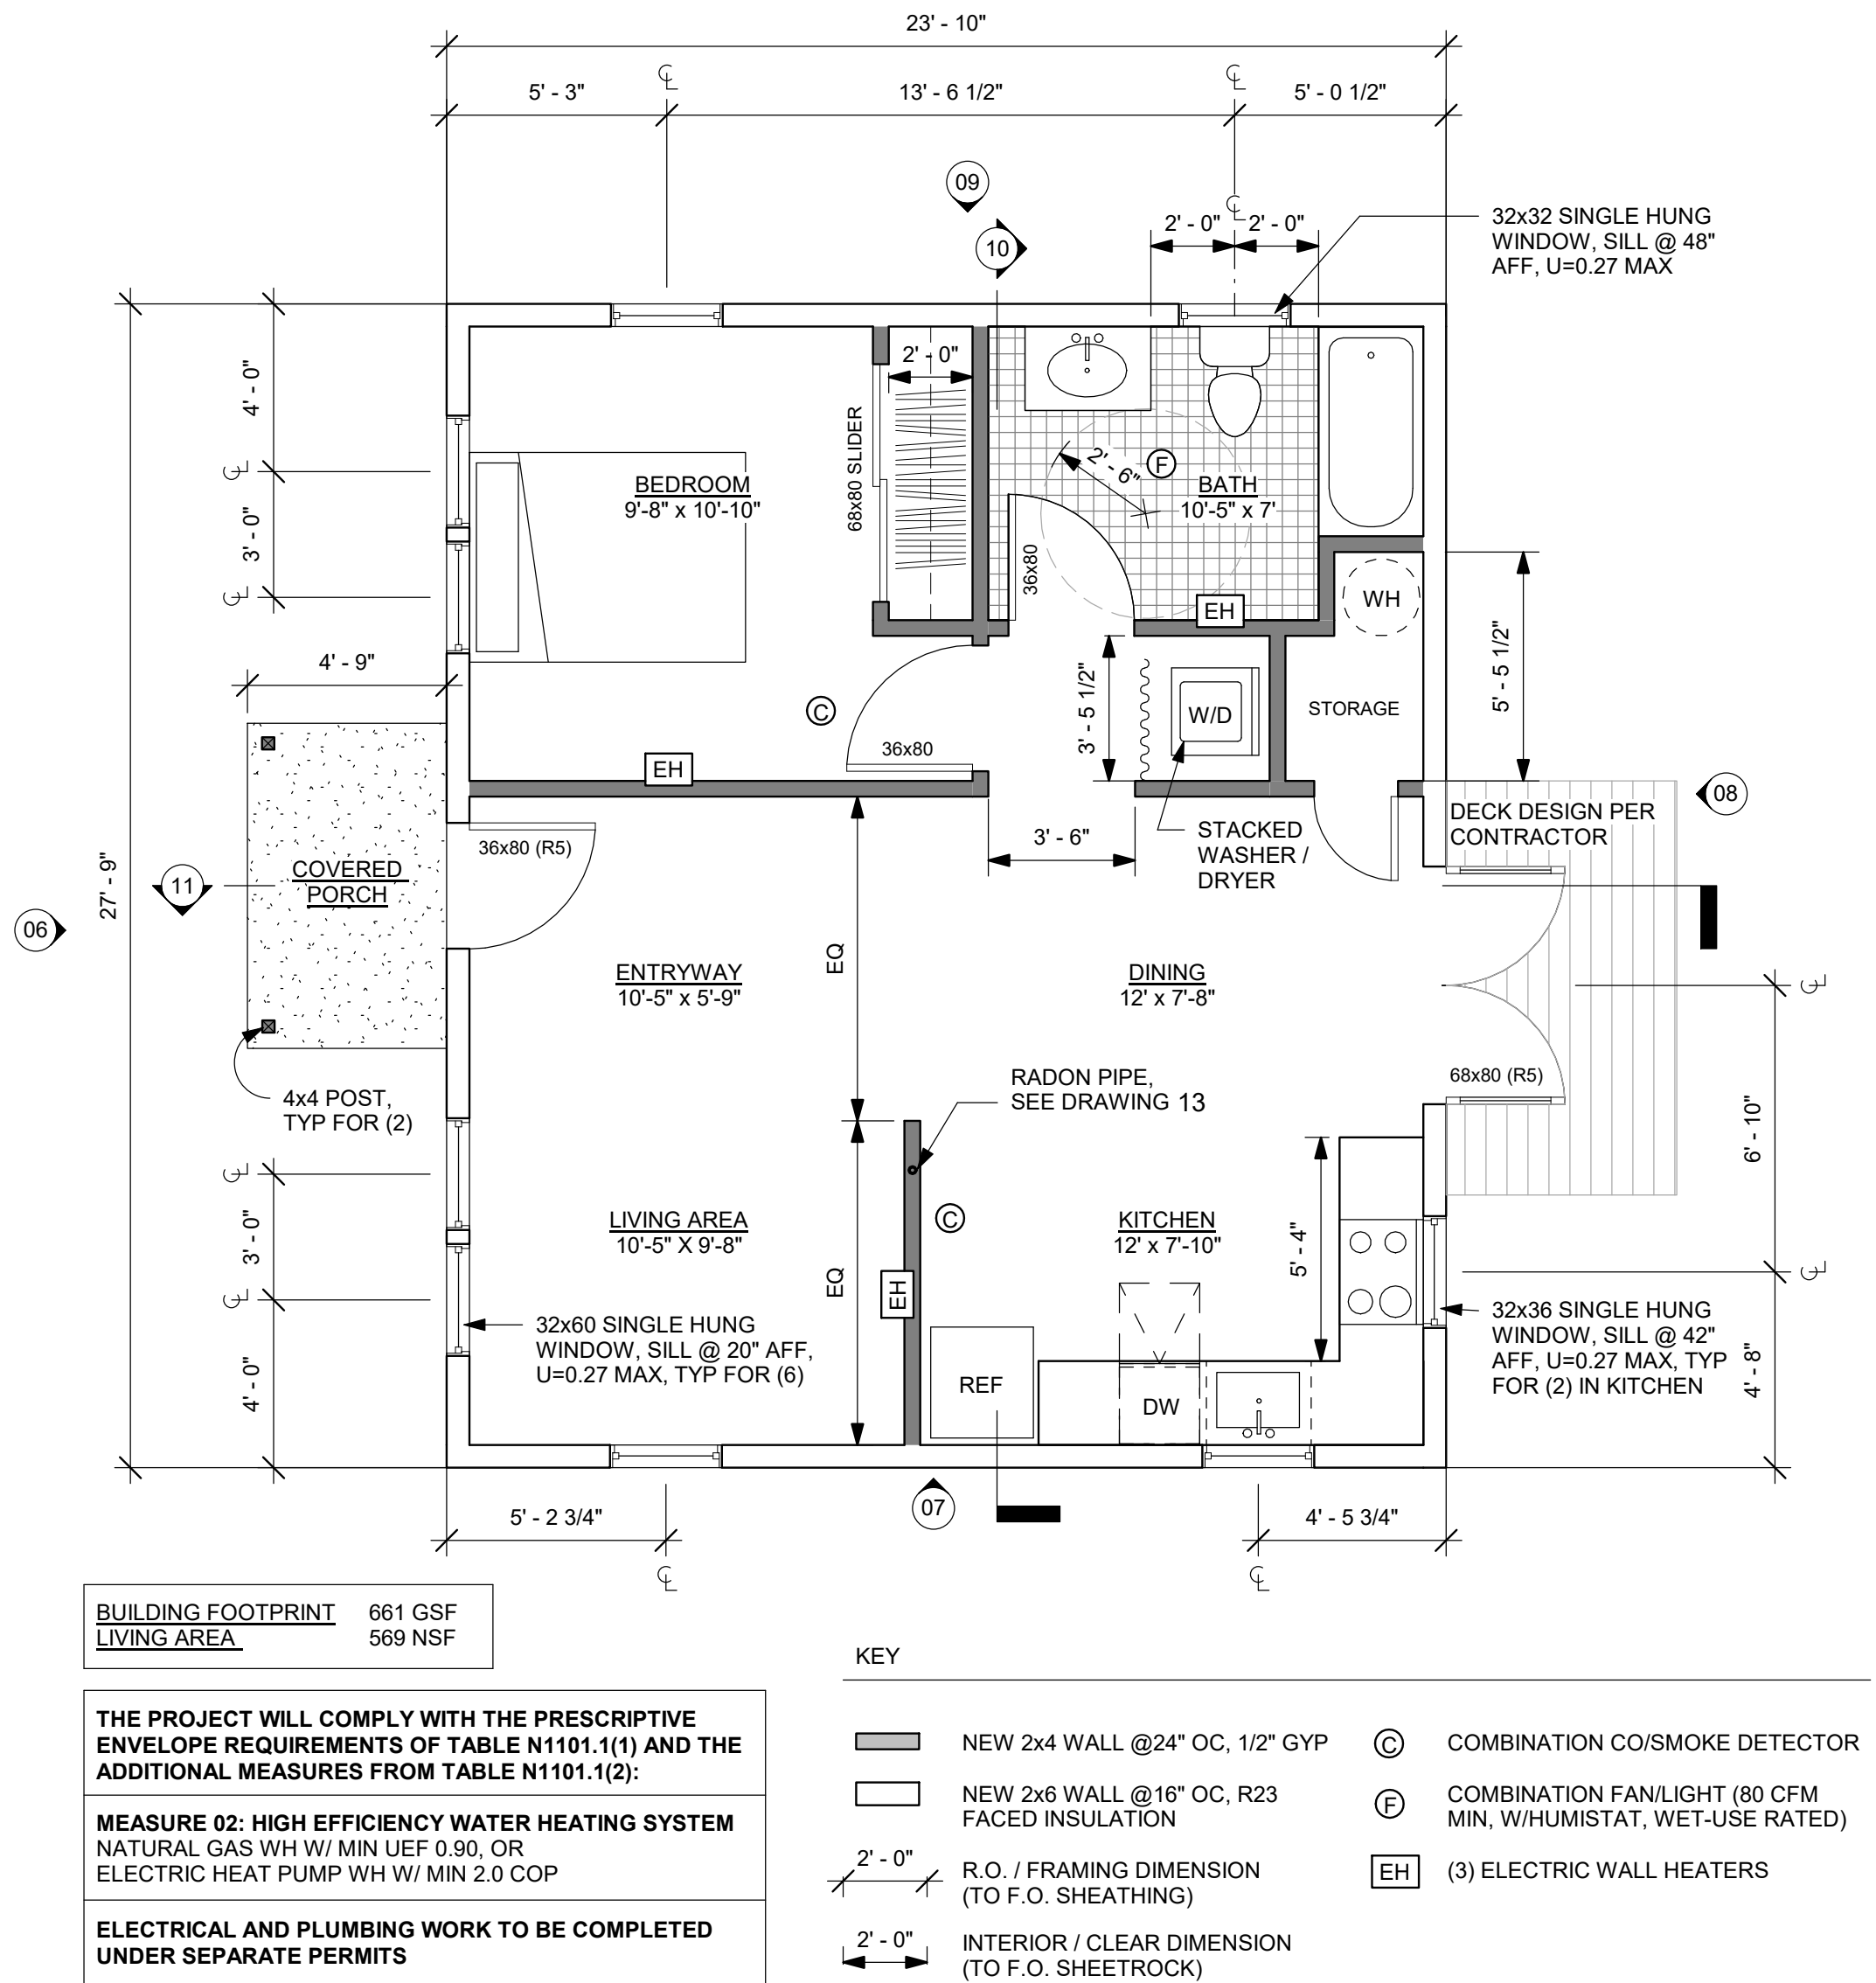 23' - 10"
5' - 3"
13' - 6 1/2"
5' - 0 1/2"
09
10
2' - 0"
2' - 0"
32x32 SINGLE HUNG
WINDOW, SILL @ 48"
AFF, U=0.27 MAX
4' - 0"
3' - 0"
2' - 0"
68x80 SLIDER
BEDROOM
9'-8" x 10'-10"
2' - 6"
F
BATH
10'-5" x 7'
36x80
EH
WH
5' - 5 1/2"
4' - 9"
C
36x80
EH
3' - 5 1/2"
W/D
STORAGE
08
DECK DESIGN PER
CONTRACTOR
27' - 9"
36x80 (R5)
3' - 6"
STACKED
WASHER /
DRYER
COVERED
PORCH
11
06
EQ
ENTRYWAY
10'-5" x 5'-9"
DINING
12' x 7'-8"
4x4 POST,
TYP FOR (2)
RADON PIPE,
SEE DRAWING 13
68x80 (R5)
6' - 10"
3' - 0"
4' - 0"
LIVING AREA
10'-5" X 9'-8"
C
KITCHEN
12' x 7'-10"
5' - 4"
EQ
EH
32x60 SINGLE HUNG
WINDOW, SILL @ 20" AFF,
U=0.27 MAX, TYP FOR (6)
REF
DW
32x36 SINGLE HUNG
WINDOW, SILL @ 42"
AFF, U=0.27 MAX, TYP
FOR (2) IN KITCHEN
4' - 8"
5' - 2 3/4"
07
4' - 5 3/4"
BUILDING FOOTPRINT 661 GSF
LIVING AREA 569 NSF
THE PROJECT WILL COMPLY WITH THE PRESCRIPTIVE
ENVELOPE REQUIREMENTS OF TABLE N1101.1(1) AND THE
ADDITIONAL MEASURES FROM TABLE N1101.1(2):
MEASURE 02: HIGH EFFICIENCY WATER HEATING SYSTEM
NATURAL GAS WH W/ MIN UEF 0.90, OR
ELECTRIC HEAT PUMP WH W/ MIN 2.0 COP
ELECTRICAL AND PLUMBING WORK TO BE COMPLETED
UNDER SEPARATE PERMITS
KEY
NEW 2x4 WALL @24" OC, 1/2" GYP
NEW 2x6 WALL @16" OC, R23
FACED INSULATION
2' - 0"
R.O. / FRAMING DIMENSION
(TO F.O. SHEATHING)
2' - 0"
INTERIOR / CLEAR DIMENSION
(TO F.O. SHEETROCK)
C
COMBINATION CO/SMOKE DETECTOR
F
COMBINATION FAN/LIGHT (80 CFM
MIN, W/HUMISTAT, WET-USE RATED)
EH
(3) ELECTRIC WALL HEATERS